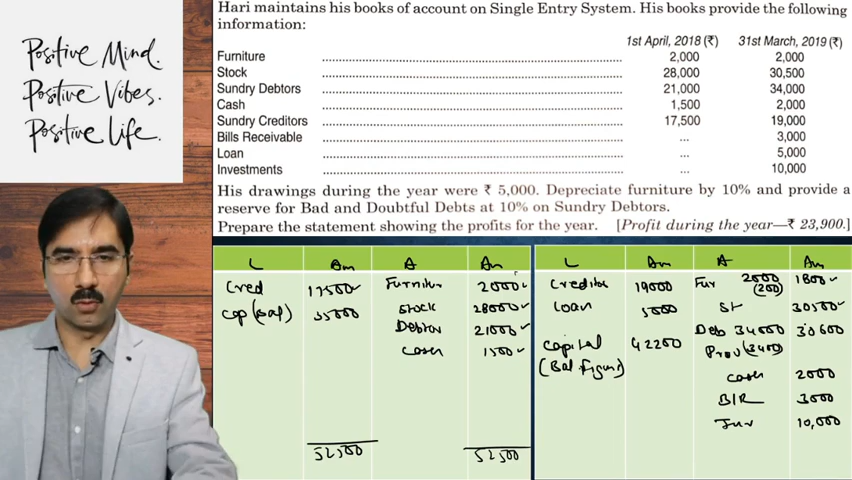 Positive Mind.
Positive Vibes.
Positive Life.
Hari maintains his books of account on Single Entry System. His books provide the following
information:
1st April, 2018 (₹) 31st March, 2019 (₹)
Furniture ........ 2,000 2,000
Stock ........ 28,000 30,500
Sundry Debtors ........ 21,000 34,000
Cash ........ 1,500 2,000
Sundry Creditors ........ 17,500 19,000
Bills Receivable ........ ... 3,000
Loan ........ ... 5,000
Investments ........ ... 10,000
His drawings during the year were ₹ 5,000. Depreciate furniture by 10% and provide a
reserve for Bad and Doubtful Debts at 10% on Sundry Debtors.
Prepare the statement showing the profits for the year. [Profit during the year—₹ 23,900.]
L Am A Am
Cred 17500 Furnitur 2000
Cap (Bal) 35000 Stock 28000
Debtor 21000
Cash 1500
52500 52500
L Am A Am
Creditor 19000 Fur 2000 1800
(200)
Loan 5000 St 30500
Capital 42200 Deb 34000 30600
(Bal figure) Prov (3400)
Cash 2000
B/R 3000
Inv 10,000